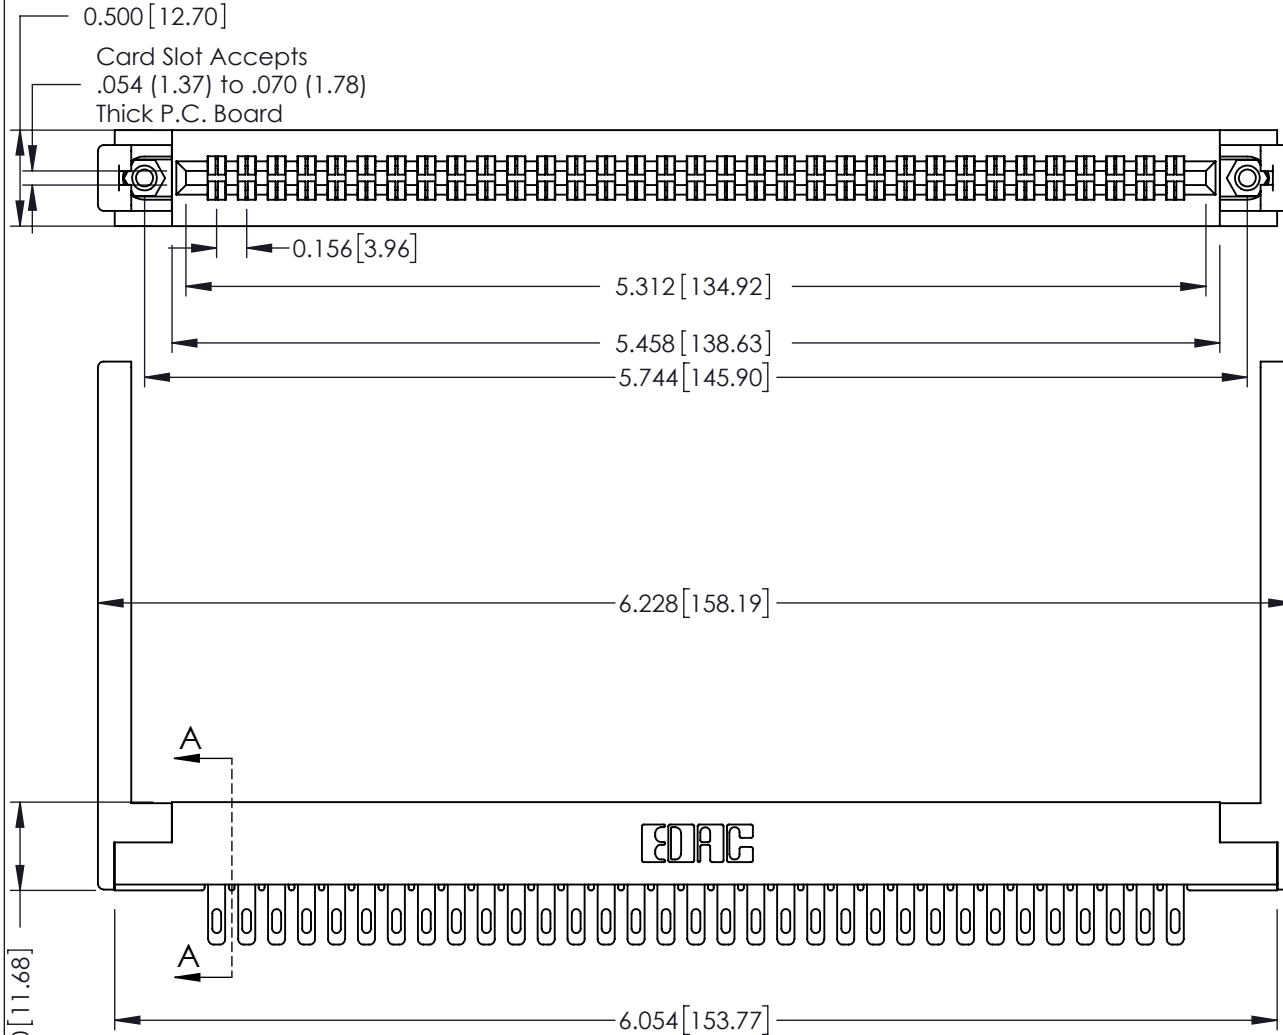 0.500 [12.70]
Card Slot Accepts
.054 (1.37) to .070 (1.78)
Thick P.C. Board
0.156 [3.96]
5.312 [134.92]
5.458 [138.63]
5.744 [145.90]
6.228 [158.19]
A
EDAC
A
[11.68]
6.054 [153.77]